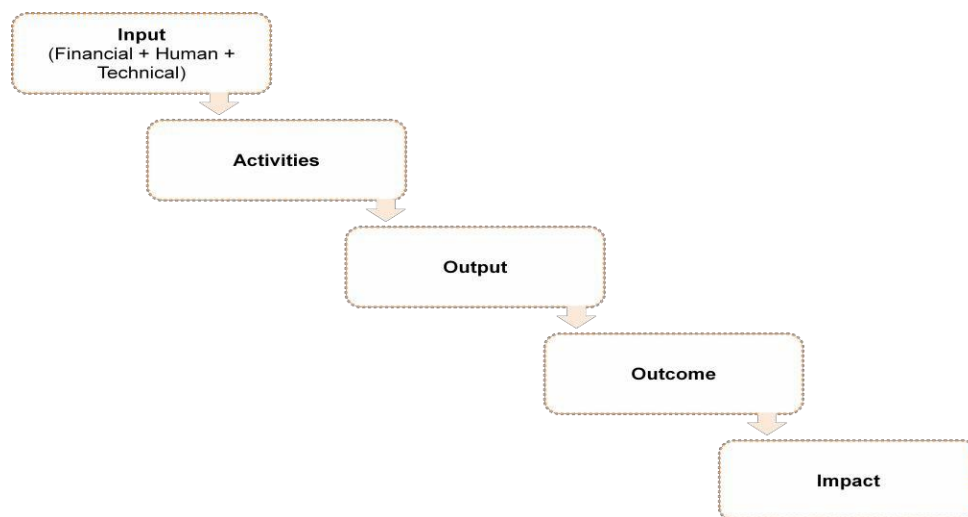 Input
(Financial + Human +
Technical)
Activities
Output
Outcome
Impact